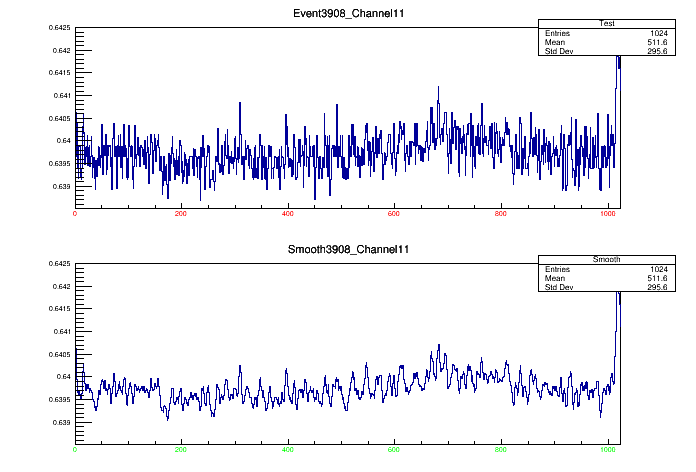 Event3908_Channel11
Test
Entries 1024
Mean 511.6
Std Dev 295.6
0.6425
0.642
0.6415
0.641
0.6405
0.64
0.6395
0.639
0 200 400 600 800 1000
Smooth3908_Channel11
Smooth
Entries 1024
Mean 511.6
Std Dev 295.6
0.6425
0.642
0.6415
0.641
0.6405
0.64
0.6395
0.639
0 200 400 600 800 1000